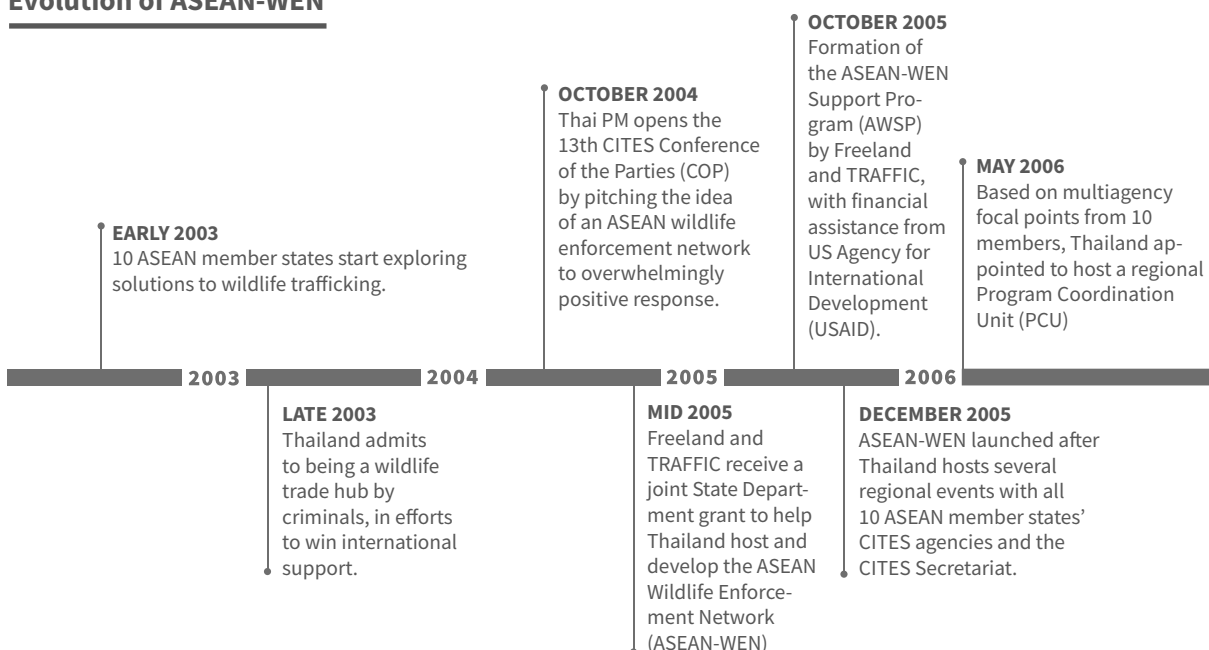 Evolution of ASEAN-WEN
EARLY 2003
10 ASEAN member states start exploring
solutions to wildlife trafficking.
OCTOBER 2004
Thai PM opens the
13th CITES Conference
of the Parties (COP)
by pitching the idea
of an ASEAN wildlife
enforcement network
to overwhelmingly
positive response.
OCTOBER 2005
Formation of
the ASEAN-WEN
Support Pro-
gram (AWSP)
by Freeland
and TRAFFIC,
with financial
assistance from
US Agency for
International
Development
(USAID).
MAY 2006
Based on multiagency
focal points from 10
members, Thailand ap-
pointed to host a regional
Program Coordination
Unit (PCU)
2003
2004
2005
2006
LATE 2003
Thailand admits
to being a wildlife
trade hub by
criminals, in efforts
to win international
support.
MID 2005
Freeland and
TRAFFIC receive a
joint State Depart-
ment grant to help
Thailand host and
develop the ASEAN
Wildlife Enforce-
ment Network
(ASEAN-WEN)
DECEMBER 2005
ASEAN-WEN launched after
Thailand hosts several
regional events with all
10 ASEAN member states’
CITES agencies and the
CITES Secretariat.